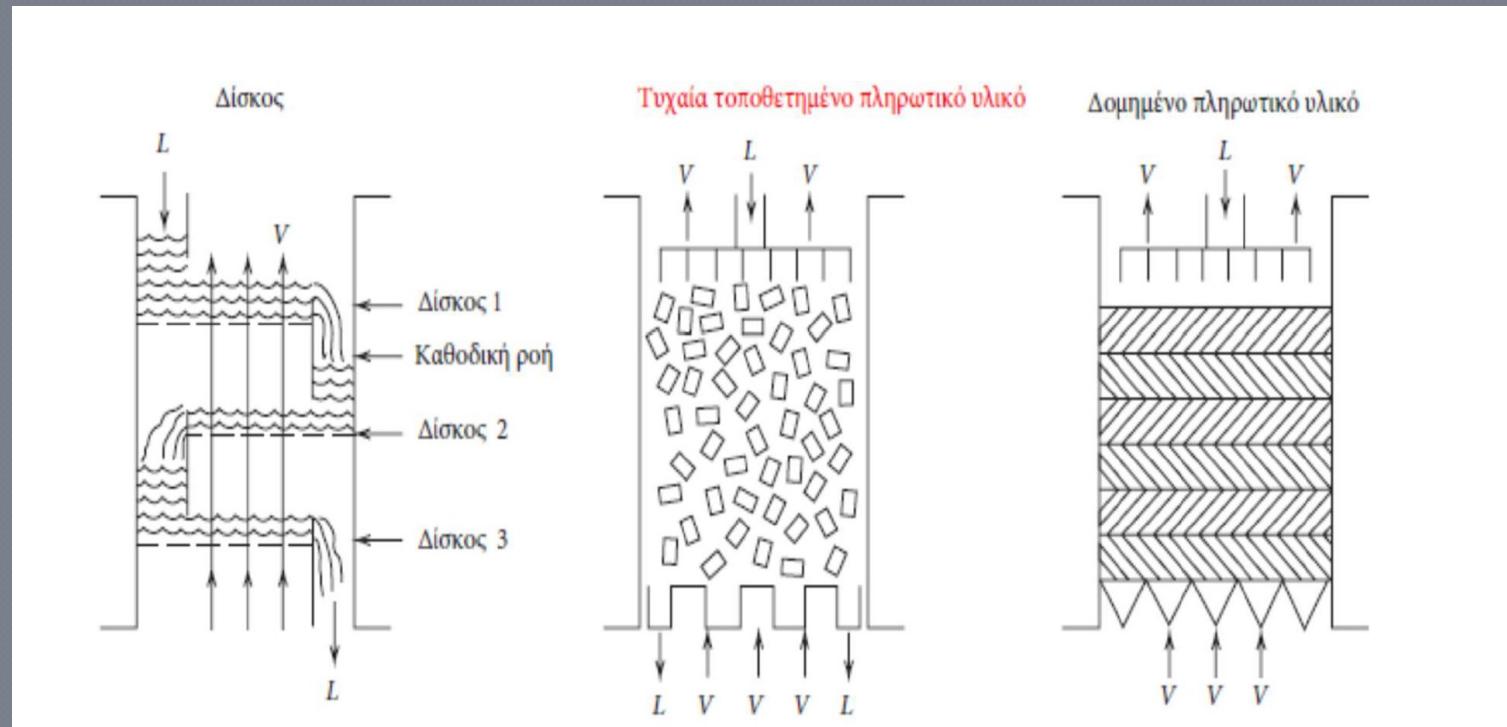 Δίσκος
L
V
Δίσκος 1
Καθοδική ροή
Δίσκος 2
Δίσκος 3
L
Τυχαία τοποθετημένο πληρωτικό υλικό
V L V
L V V V L
Δομημένο πληρωτικό υλικό
V L V
V V V